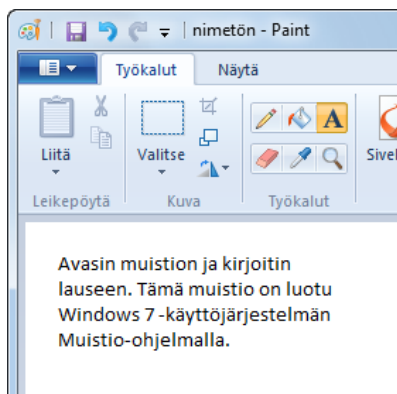 nimetön - Paint
Työkalut Näytä
Liitä
Valitse
Leikepöytä Kuva Työkalut
Avasin muistion ja kirjoitin
lauseen. Tämä muistio on luotu
Windows 7 -käyttöjärjestelmän
Muistio-ohjelmalla.